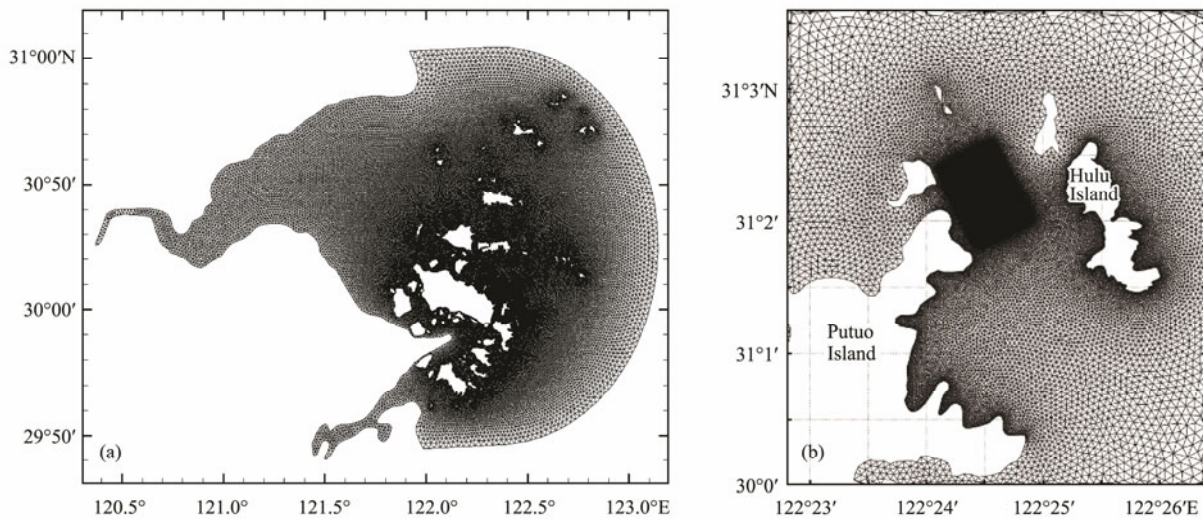 31°00′N
30°50′
30°00′
29°50′
(a)
120.5°
121.0°
121.5°
122.0°
122.5°
123.0°E
31°3′N
31°2′
31°1′
30°0′
Hulu
Island
Putuo
Island
(b)
122°23′
122°24′
122°25′
122°26′E